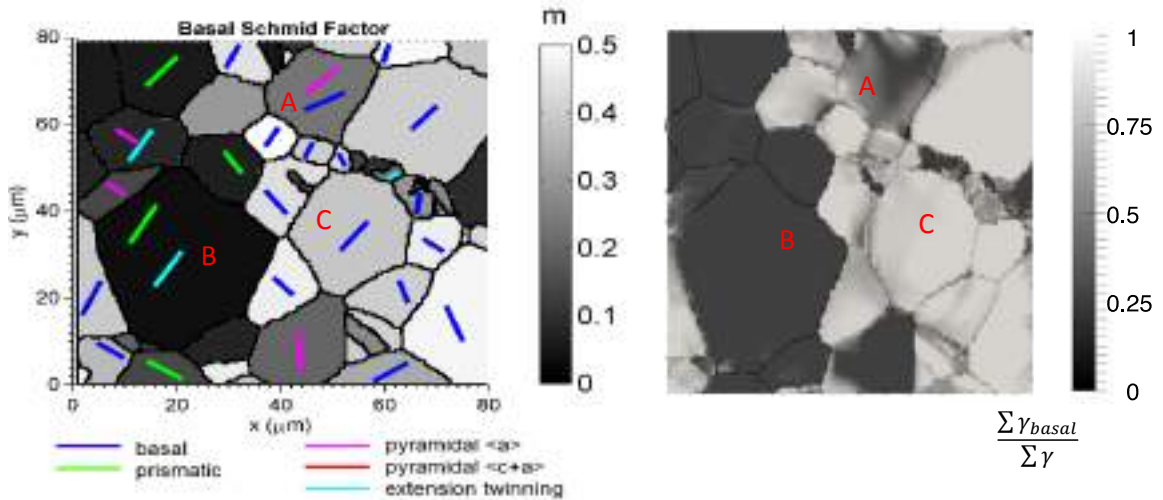 Basal Schmid Factor
m
80
60
40
20
0
y (μm)
0 20 40 60 80
x (μm)
A
B
C
0.5
0.4
0.3
0.2
0.1
0
basal
prismatic
pyramidal <a>
pyramidal <c+a>
extension twinning
A
B
C
1
0.75
0.5
0.25
0
Σγbasal
Σγ